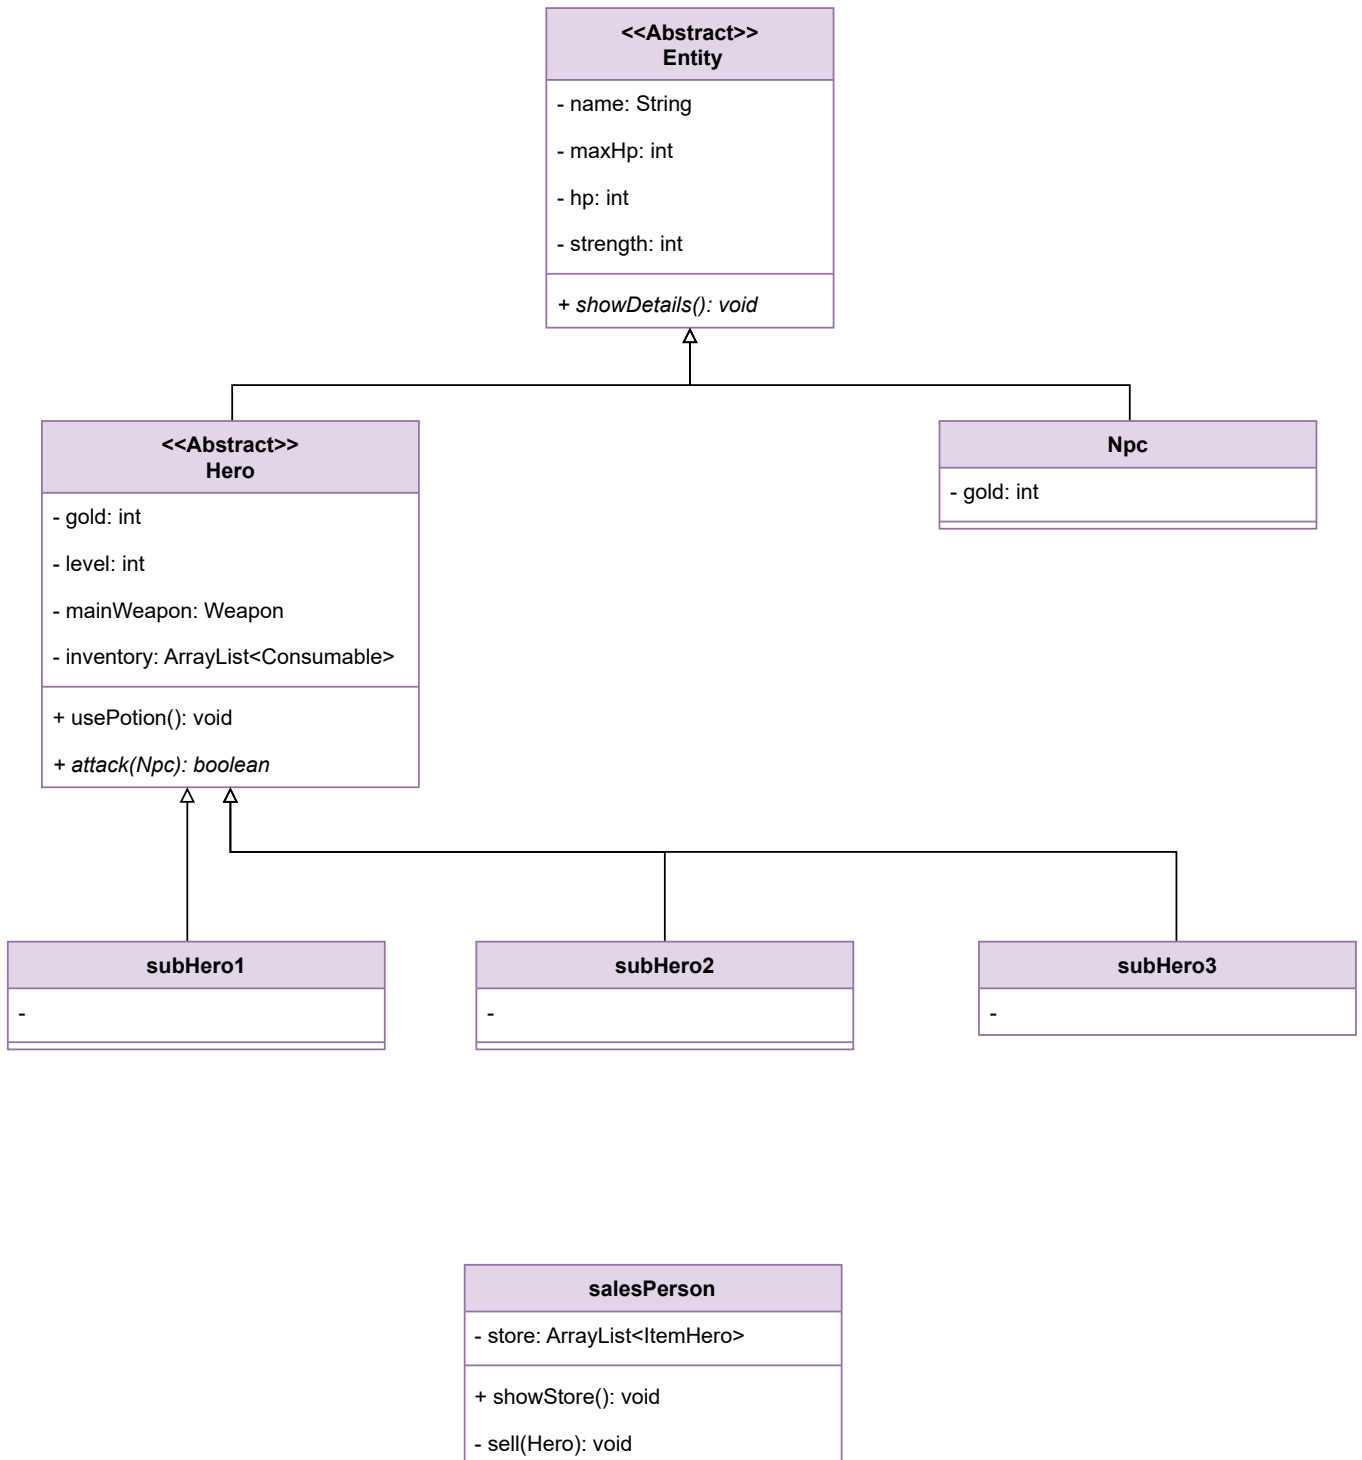 <<Abstract>>
Entity
- name: String
- maxHp: int
- hp: int
- strength: int
+ showDetails(): void
<<Abstract>>
Hero
- gold: int
- level: int
- mainWeapon: Weapon
- inventory: ArrayList<Consumable>
+ usePotion(): void
+ attack(Npc): boolean
Npc
- gold: int
subHero1
-
subHero2
-
subHero3
-
salesPerson
- store: ArrayList<ItemHero>
+ showStore(): void
- sell(Hero): void